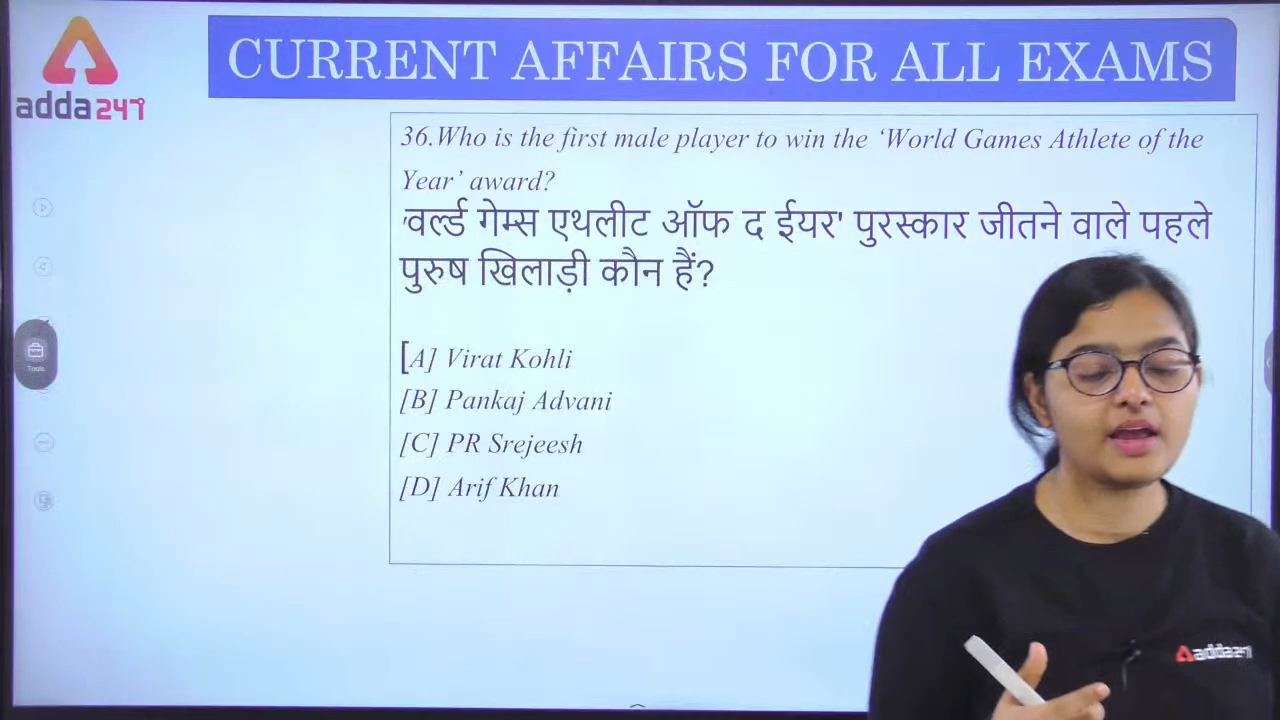 adda247
CURRENT AFFAIRS FOR ALL EXAMS
36.Who is the first male player to win the ‘World Games Athlete of the
Year’ award?
'वर्ल्ड गेम्स एथलीट ऑफ द ईयर' पुरस्कार जीतने वाले पहले
पुरुष खिलाड़ी कौन हैं?
[A] Virat Kohli
[B] Pankaj Advani
[C] PR Srejeesh
[D] Arif Khan
Tools
adda247